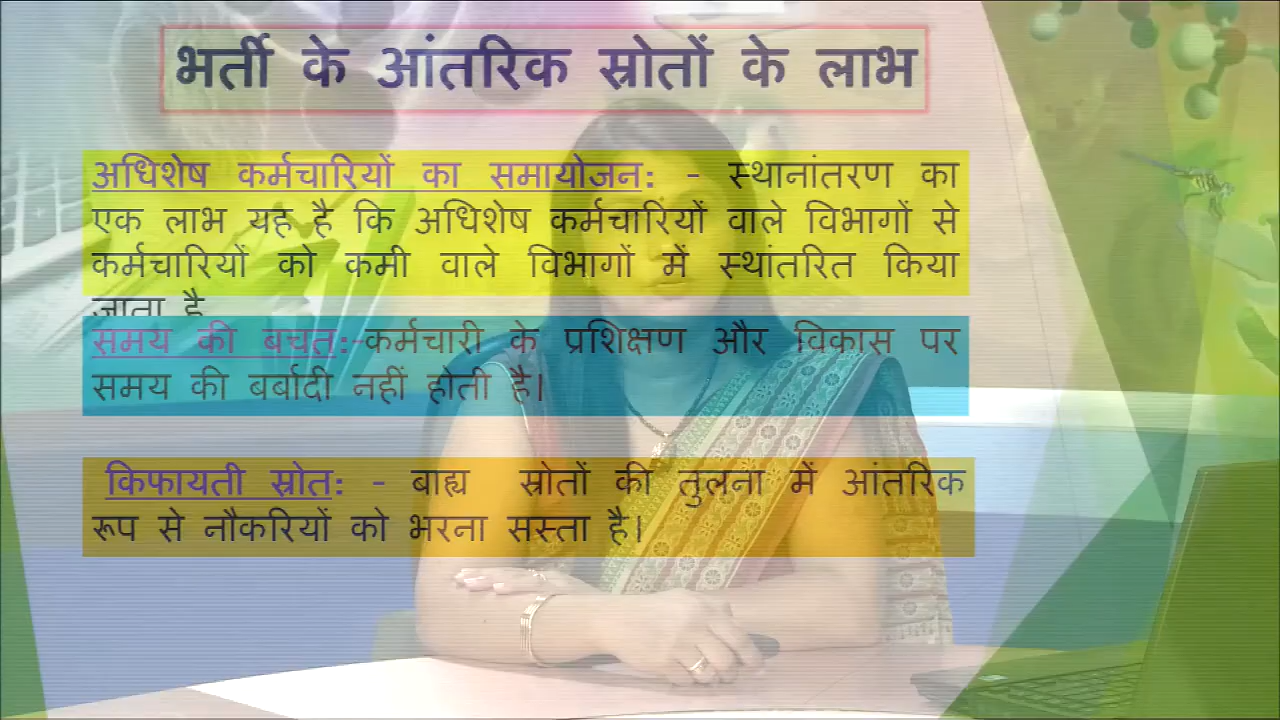 भर्ती के आंतरिक स्रोतों के लाभ
अधिशेष कर्मचारियों का समायोजन: - स्थानांतरण का
एक लाभ यह है कि अधिशेष कर्मचारियों वाले विभागों से
कर्मचारियों को कमी वाले विभागों में स्थांतरित किया
जाता है
समय की बचत:-कर्मचारी के प्रशिक्षण और विकास पर
समय की बर्बादी नहीं होती है।
किफायती स्रोत: - बाह्य स्रोतों की तुलना में आंतरिक
रूप से नौकरियों को भरना सस्ता है।